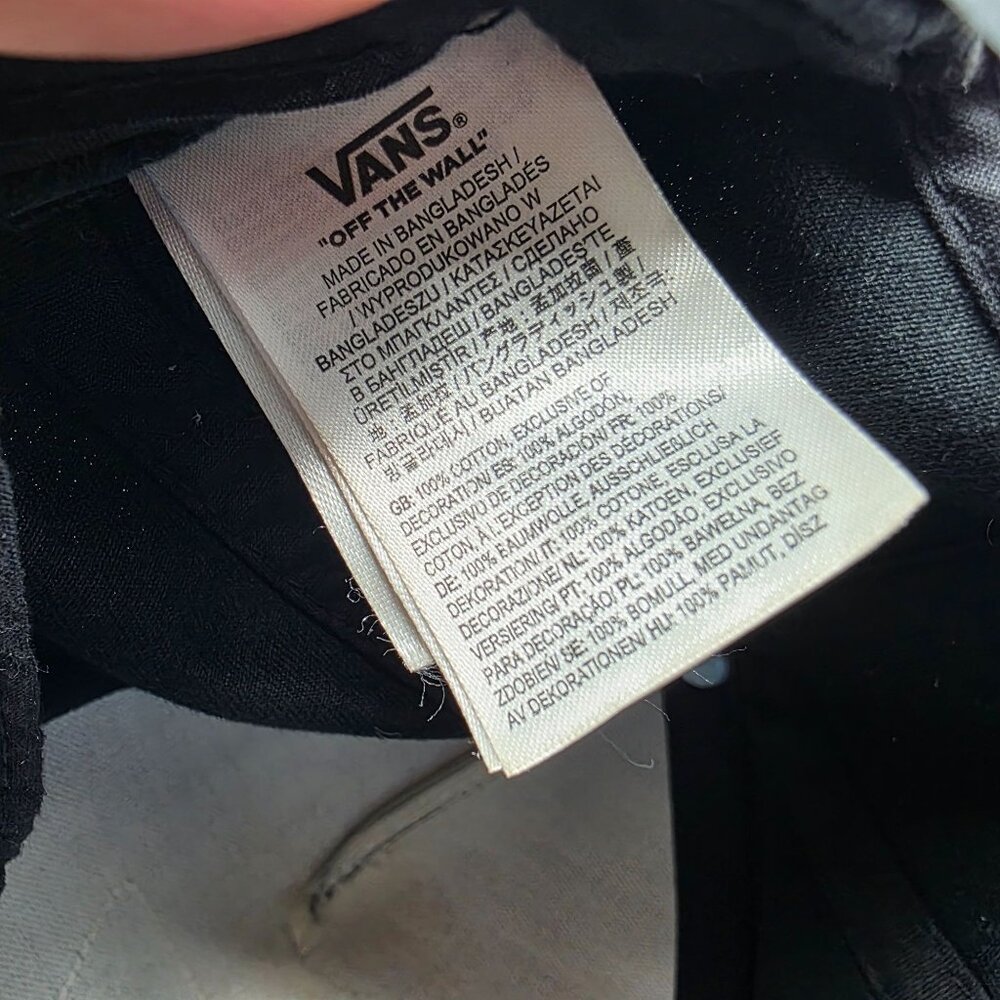 VANS®
"OFF THE WALL"
MADE IN BANGLADESH /
FABRICADO EN BANGLADÉS
/ WYPRODUKOWANO W
BANGLADESZU / ΚΑΤΑΣΚΕΥΑΖΕΤΑΙ
ΣΤΟ ΜΠΑΓΚΛΑΝΤΕΣ / СДЕЛАНО
В БАНГЛАДЕШ / BANGLADEŞ'TE
ÜRETİLMİŞTİR / 产地：孟加拉国 / 產
地：孟加拉 / バングラディッシュ製 /
FABRIQUÉ AU BANGLADESH / 제조국:
방글라데시 / BUATAN BANGLADESH
GB: 100% COTTON, EXCLUSIVE OF
DECORATION/ ES: 100% ALGODÓN,
EXCLUSIVO DE DECORACIÓN/ FR: 100%
COTON, À L'EXCEPTION DES DÉCORATIONS/
DE: 100% BAUMWOLLE, AUSSCHLIEßLICH
DEKORATION/ IT: 100% COTONE, ESCLUSA LA
DECORAZIONE/ NL: 100% KATOEN, EXCLUSIEF
VERSIERING/ PT: 100% ALGODÃO, EXCLUSIVO
PARA DECORAÇÃO/ PL: 100% BAWEŁNA, BEZ
ZDOBIEŃ/ SE: 100% BOMULL, MED UNDANTAG
AV DEKORATIONEN/ HU: 100% PAMUT, DÍSZ